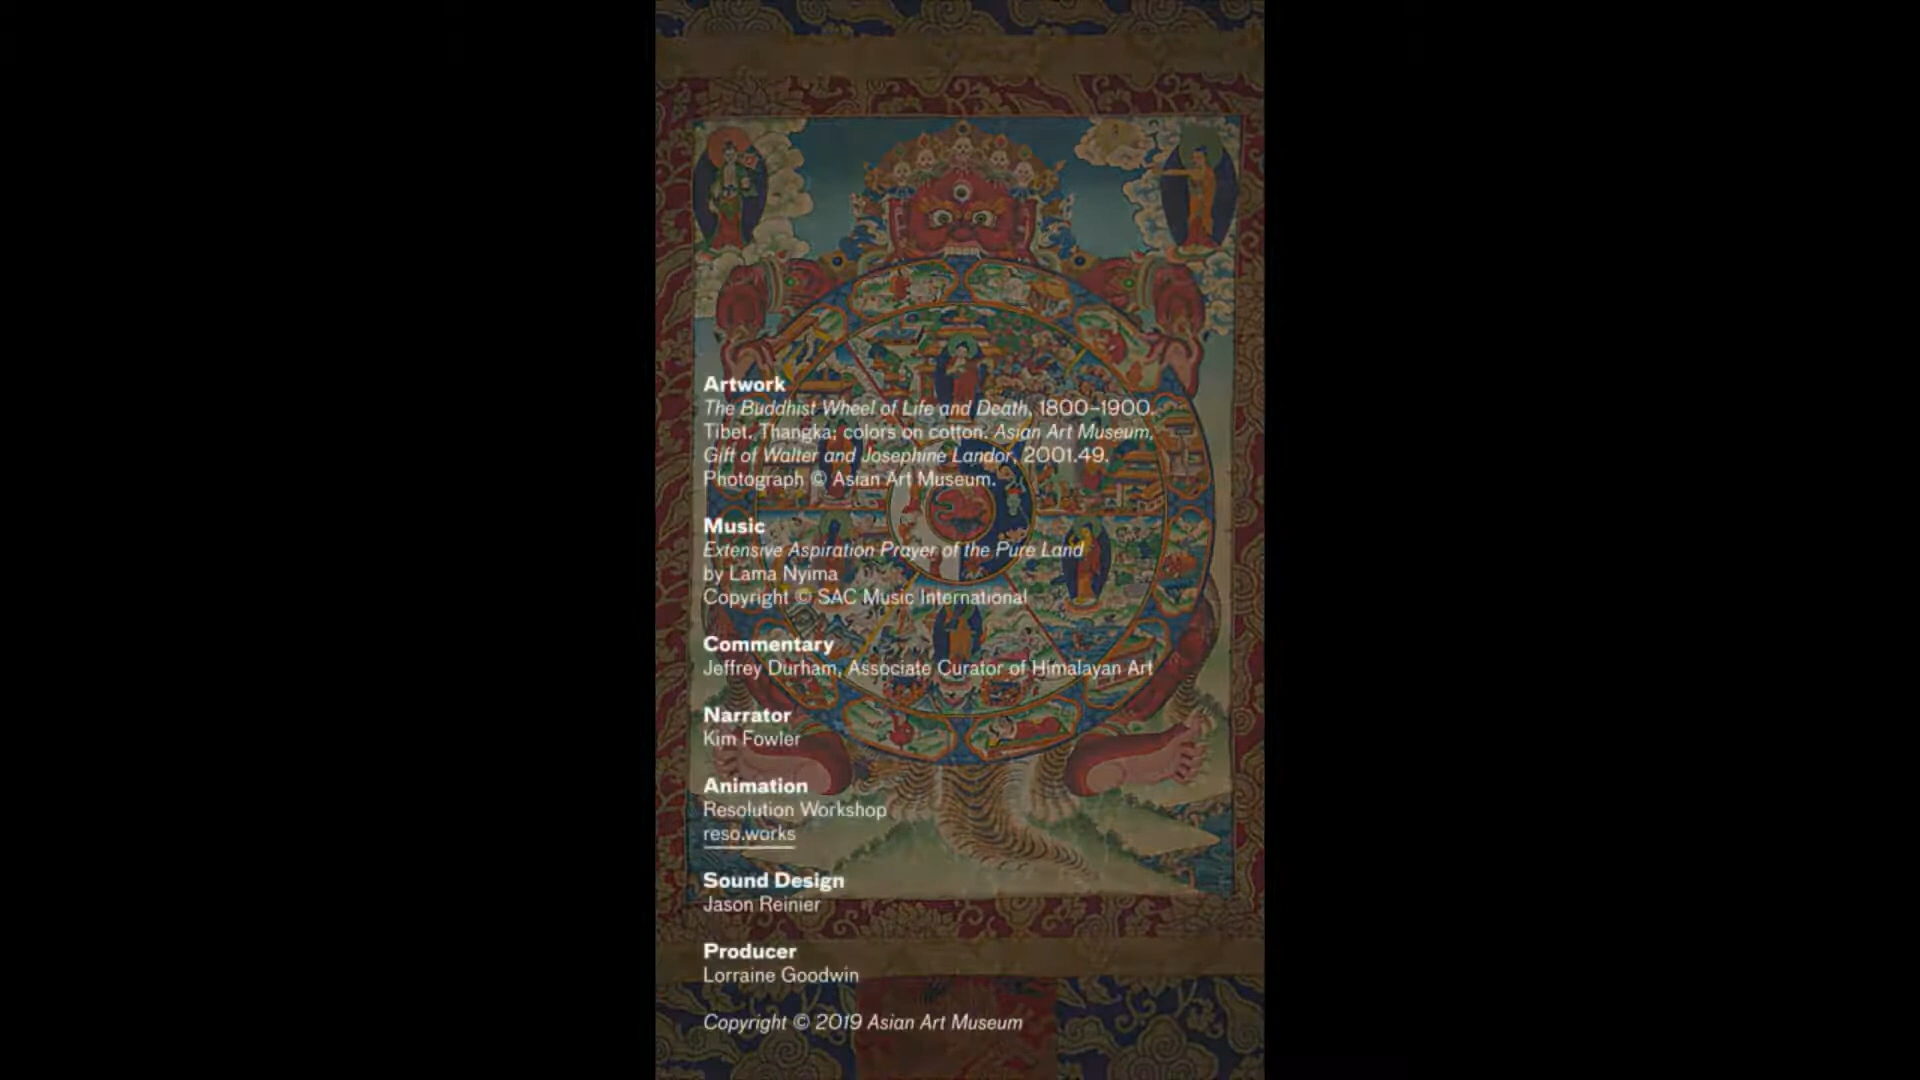 Artwork
The Buddhist Wheel of Life and Death, 1800–1900.
Tibet. Thangka; colors on cotton. Asian Art Museum,
Gift of Walter and Josephine Landor, 2001.49.
Photograph © Asian Art Museum.
Music
Extensive Aspiration Prayer of the Pure Land
by Lama Nyima
Copyright © SAC Music International
Commentary
Jeffrey Durham, Associate Curator of Himalayan Art
Narrator
Kim Fowler
Animation
Resolution Workshop
reso.works
Sound Design
Jason Reinier
Producer
Lorraine Goodwin
Copyright © 2019 Asian Art Museum